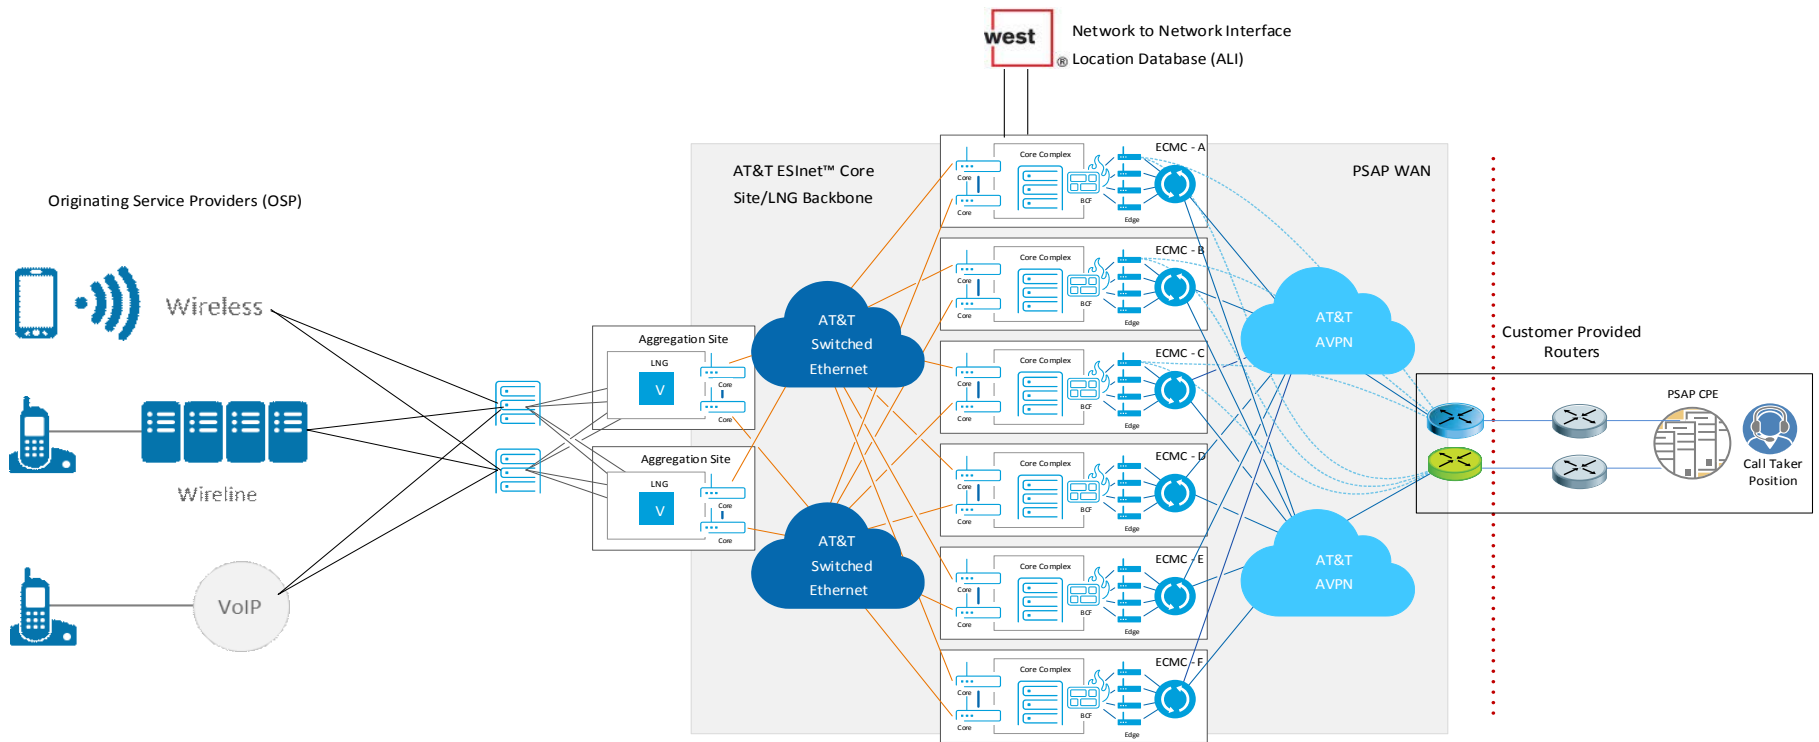 west
®
Network to Network Interface
Location Database (ALI)
Originating Service Providers (OSP)
Wireless
Wireline
VoIP
Aggregation Site
LNG
V
Core
Core
Aggregation Site
LNG
V
Core
Core
AT&T ESInet™ Core
Site/LNG Backbone
AT&T
Switched
Ethernet
AT&T
Switched
Ethernet
ECMC - A
Core Complex
Core
Core
BCF
Edge
ECMC - B
Core Complex
Core
Core
BCF
Edge
ECMC - C
Core Complex
Core
Core
BCF
Edge
ECMC - D
Core Complex
Core
Core
BCF
Edge
ECMC - E
Core Complex
Core
Core
BCF
Edge
ECMC - F
Core Complex
Core
Core
BCF
Edge
PSAP WAN
AT&T
AVPN
AT&T
AVPN
Customer Provided
Routers
PSAP CPE
Call Taker
Position